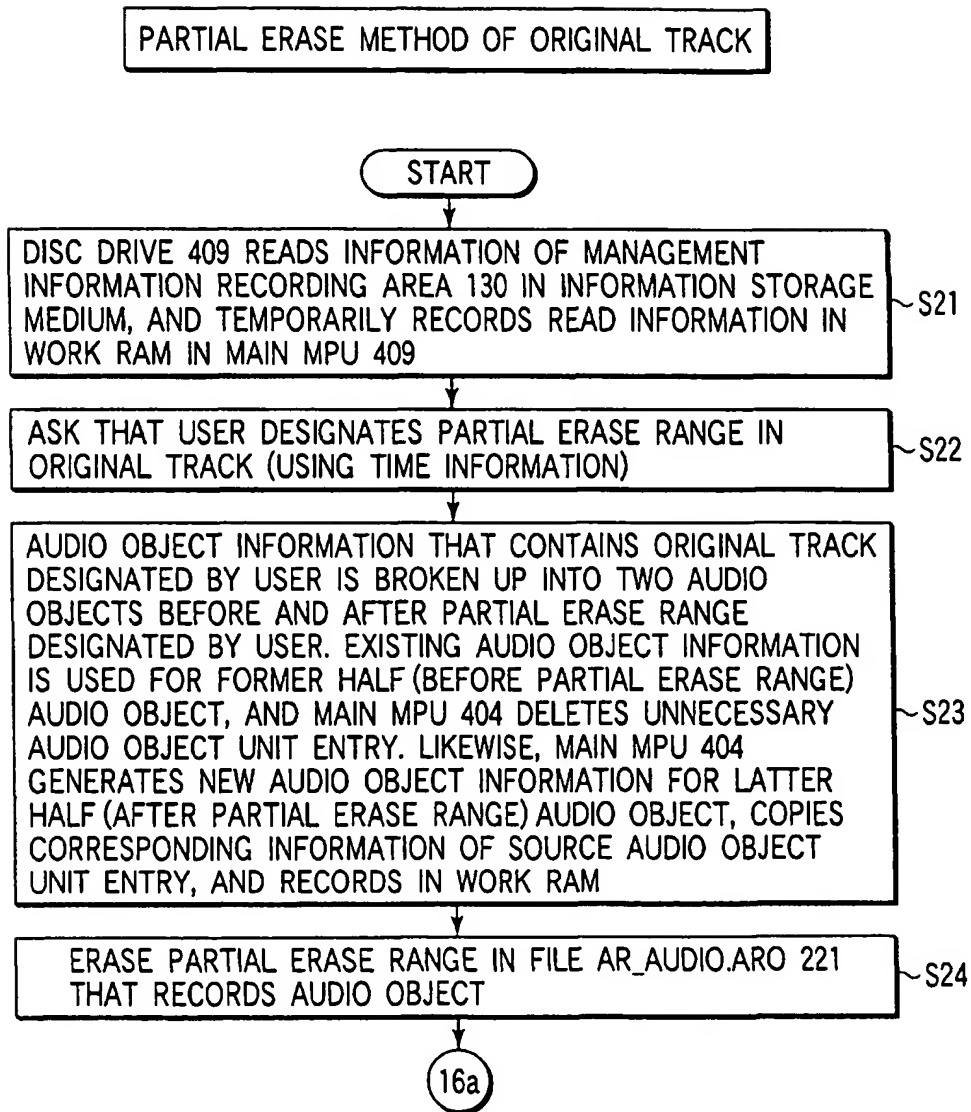 PARTIAL ERASE METHOD OF ORIGINAL TRACK
START
DISC DRIVE 409 READS INFORMATION OF MANAGEMENT
INFORMATION RECORDING AREA 130 IN INFORMATION STORAGE
MEDIUM, AND TEMPORARILY RECORDS READ INFORMATION IN
WORK RAM IN MAIN MPU 409
S21
ASK THAT USER DESIGNATES PARTIAL ERASE RANGE IN
ORIGINAL TRACK (USING TIME INFORMATION)
S22
AUDIO OBJECT INFORMATION THAT CONTAINS ORIGINAL TRACK
DESIGNATED BY USER IS BROKEN UP INTO TWO AUDIO
OBJECTS BEFORE AND AFTER PARTIAL ERASE RANGE
DESIGNATED BY USER. EXISTING AUDIO OBJECT INFORMATION
IS USED FOR FORMER HALF (BEFORE PARTIAL ERASE RANGE)
AUDIO OBJECT, AND MAIN MPU 404 DELETES UNNECESSARY
AUDIO OBJECT UNIT ENTRY. LIKEWISE, MAIN MPU 404
GENERATES NEW AUDIO OBJECT INFORMATION FOR LATTER
HALF (AFTER PARTIAL ERASE RANGE) AUDIO OBJECT, COPIES
CORRESPONDING INFORMATION OF SOURCE AUDIO OBJECT
UNIT ENTRY, AND RECORDS IN WORK RAM
S23
ERASE PARTIAL ERASE RANGE IN FILE AR_AUDIO.ARO 221
THAT RECORDS AUDIO OBJECT
S24
16a